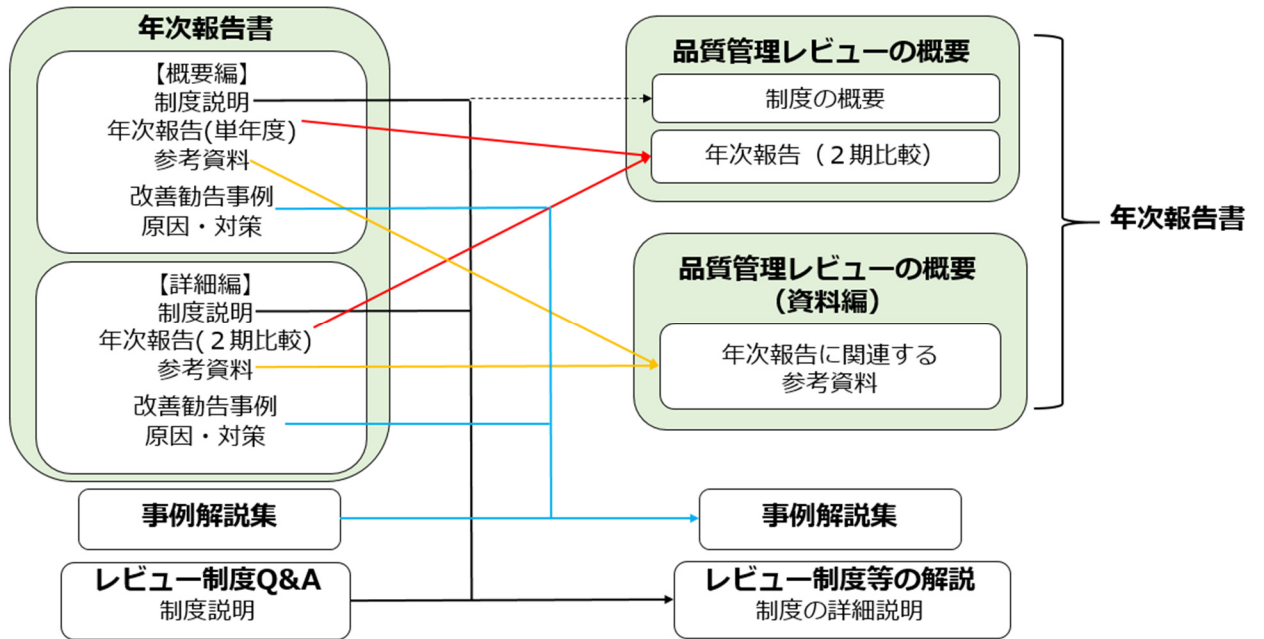 年次報告書
【概要編】
制度説明
年次報告(単年度)
参考資料
改善勧告事例
原因・対策
【詳細編】
制度説明
年次報告(２期比較)
参考資料
改善勧告事例
原因・対策
事例解説集
レビュー制度Q&A
制度説明
品質管理レビューの概要
制度の概要
年次報告（２期比較）
品質管理レビューの概要
（資料編）
年次報告に関連する
参考資料
事例解説集
レビュー制度等の解説
制度の詳細説明
年次報告書